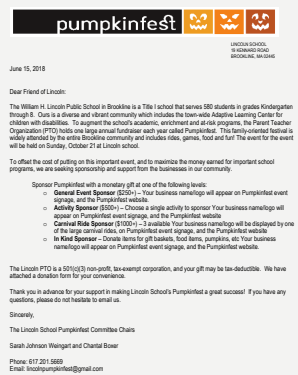 pumpkinfest
LINCOLN SCHOOL
19 KENNARD ROAD
BROOKLINE, MA 02445
June 15, 2018
Dear Friend of Lincoln:
The William H. Lincoln Public School in Brookline is a Title I school that serves 580 students in grades Kindergarten
through 8. Ours is a diverse and vibrant community which includes the town-wide Adaptive Learning Center for
children with disabilities. To augment the school's academic, enrichment and at-risk programs, the Parent Teacher
Organization (PTO) holds one large annual fundraiser each year called Pumpkinfest. This family-oriented festival is
widely attended by the entire Brookline community and includes rides, games, food and fun! The event for the event
will be held on Sunday, October 21 at Lincoln school.
To offset the cost of putting on this important event, and to maximize the money earned for important school
programs, we are seeking sponsorship and support from the businesses in our community.
Sponsor Pumpkinfest with a monetary gift at one of the following levels:
o General Event Sponsor ($250+) – Your business name/logo will appear on Pumpkinfest event
signage, and the Pumpkinfest website.
o Activity Sponsor ($500+) – Choose a single activity to sponsor Your business name/logo will
appear on Pumpkinfest event signage, and the Pumpkinfest website.
o Carnival Ride Sponsor ($1000+) – 3 available Your business name/logo will be displayed by one
of the large carnival rides, on Pumpkinfest event signage, and the Pumpkinfest website
o In Kind Sponsor – Donate items for gift baskets, food items, pumpkins, etc Your business
name/logo will appear on Pumpkinfest event signage, and the Pumpkinfest website.
The Lincoln PTO is a 501(c)(3) non-profit, tax-exempt corporation, and your gift may be tax-deductible. We have
attached a donation form for your convenience.
Thank you in advance for your support in making Lincoln School's Pumpkinfest a great success! If you have any
questions, please do not hesitate to email us.
Sincerely,
The Lincoln School Pumpkinfest Committee Chairs
Sarah Johnson Weingart and Chantal Boxer
Phone: 617.201.5669
Email: lincolnpumpkinfest@gmail.com